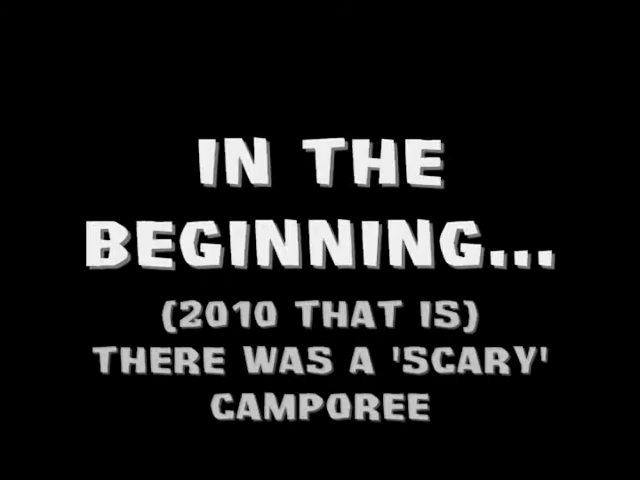 IN THE
BEGINNING...
(2010 THAT IS)
THERE WAS A 'SCARY'
CAMPOREE